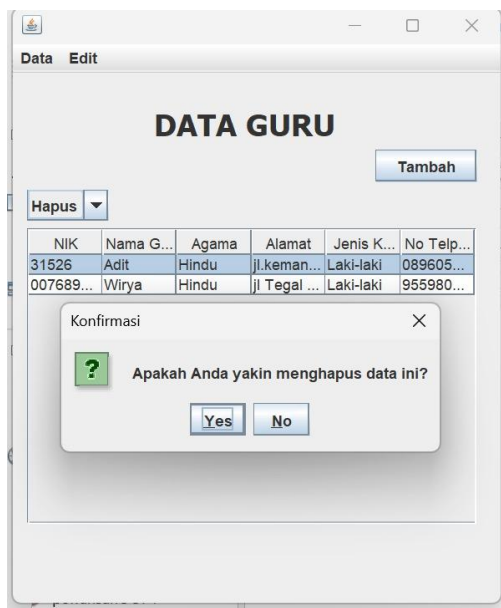 Data Edit
DATA GURU
Tambah
Hapus
NIK Nama G... Agama Alamat Jenis K... No Telp...
31526 Adit Hindu jl.keman... Laki-laki 089605...
007689... Wirya Hindu jl Tegal ... Laki-laki 955980...
Konfirmasi
Apakah Anda yakin menghapus data ini?
Yes No